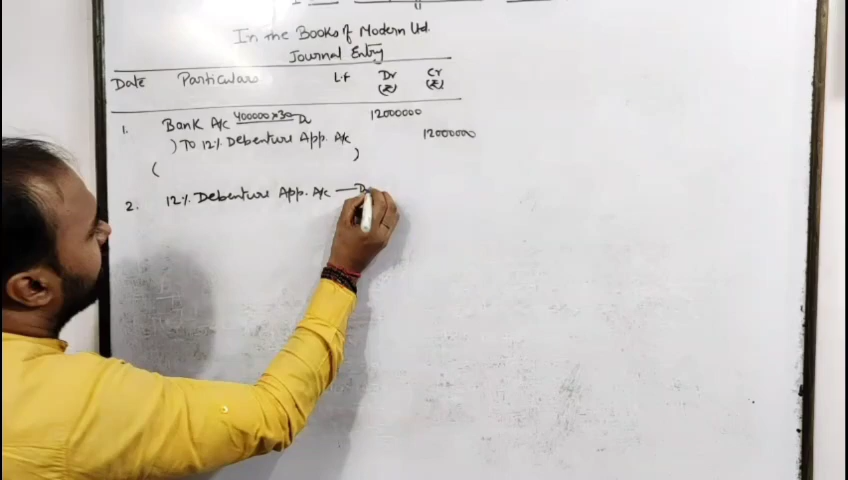 In the Books of Modern Ltd.
Journal Entry
Date Particulars L.f Dr (₹) Cr (₹)
1. Bank A/c 400000×30 Dr 12000000
) To 12% Debenture App. A/c 12000000
( )
2. 12% Debenture App. A/c — Dr